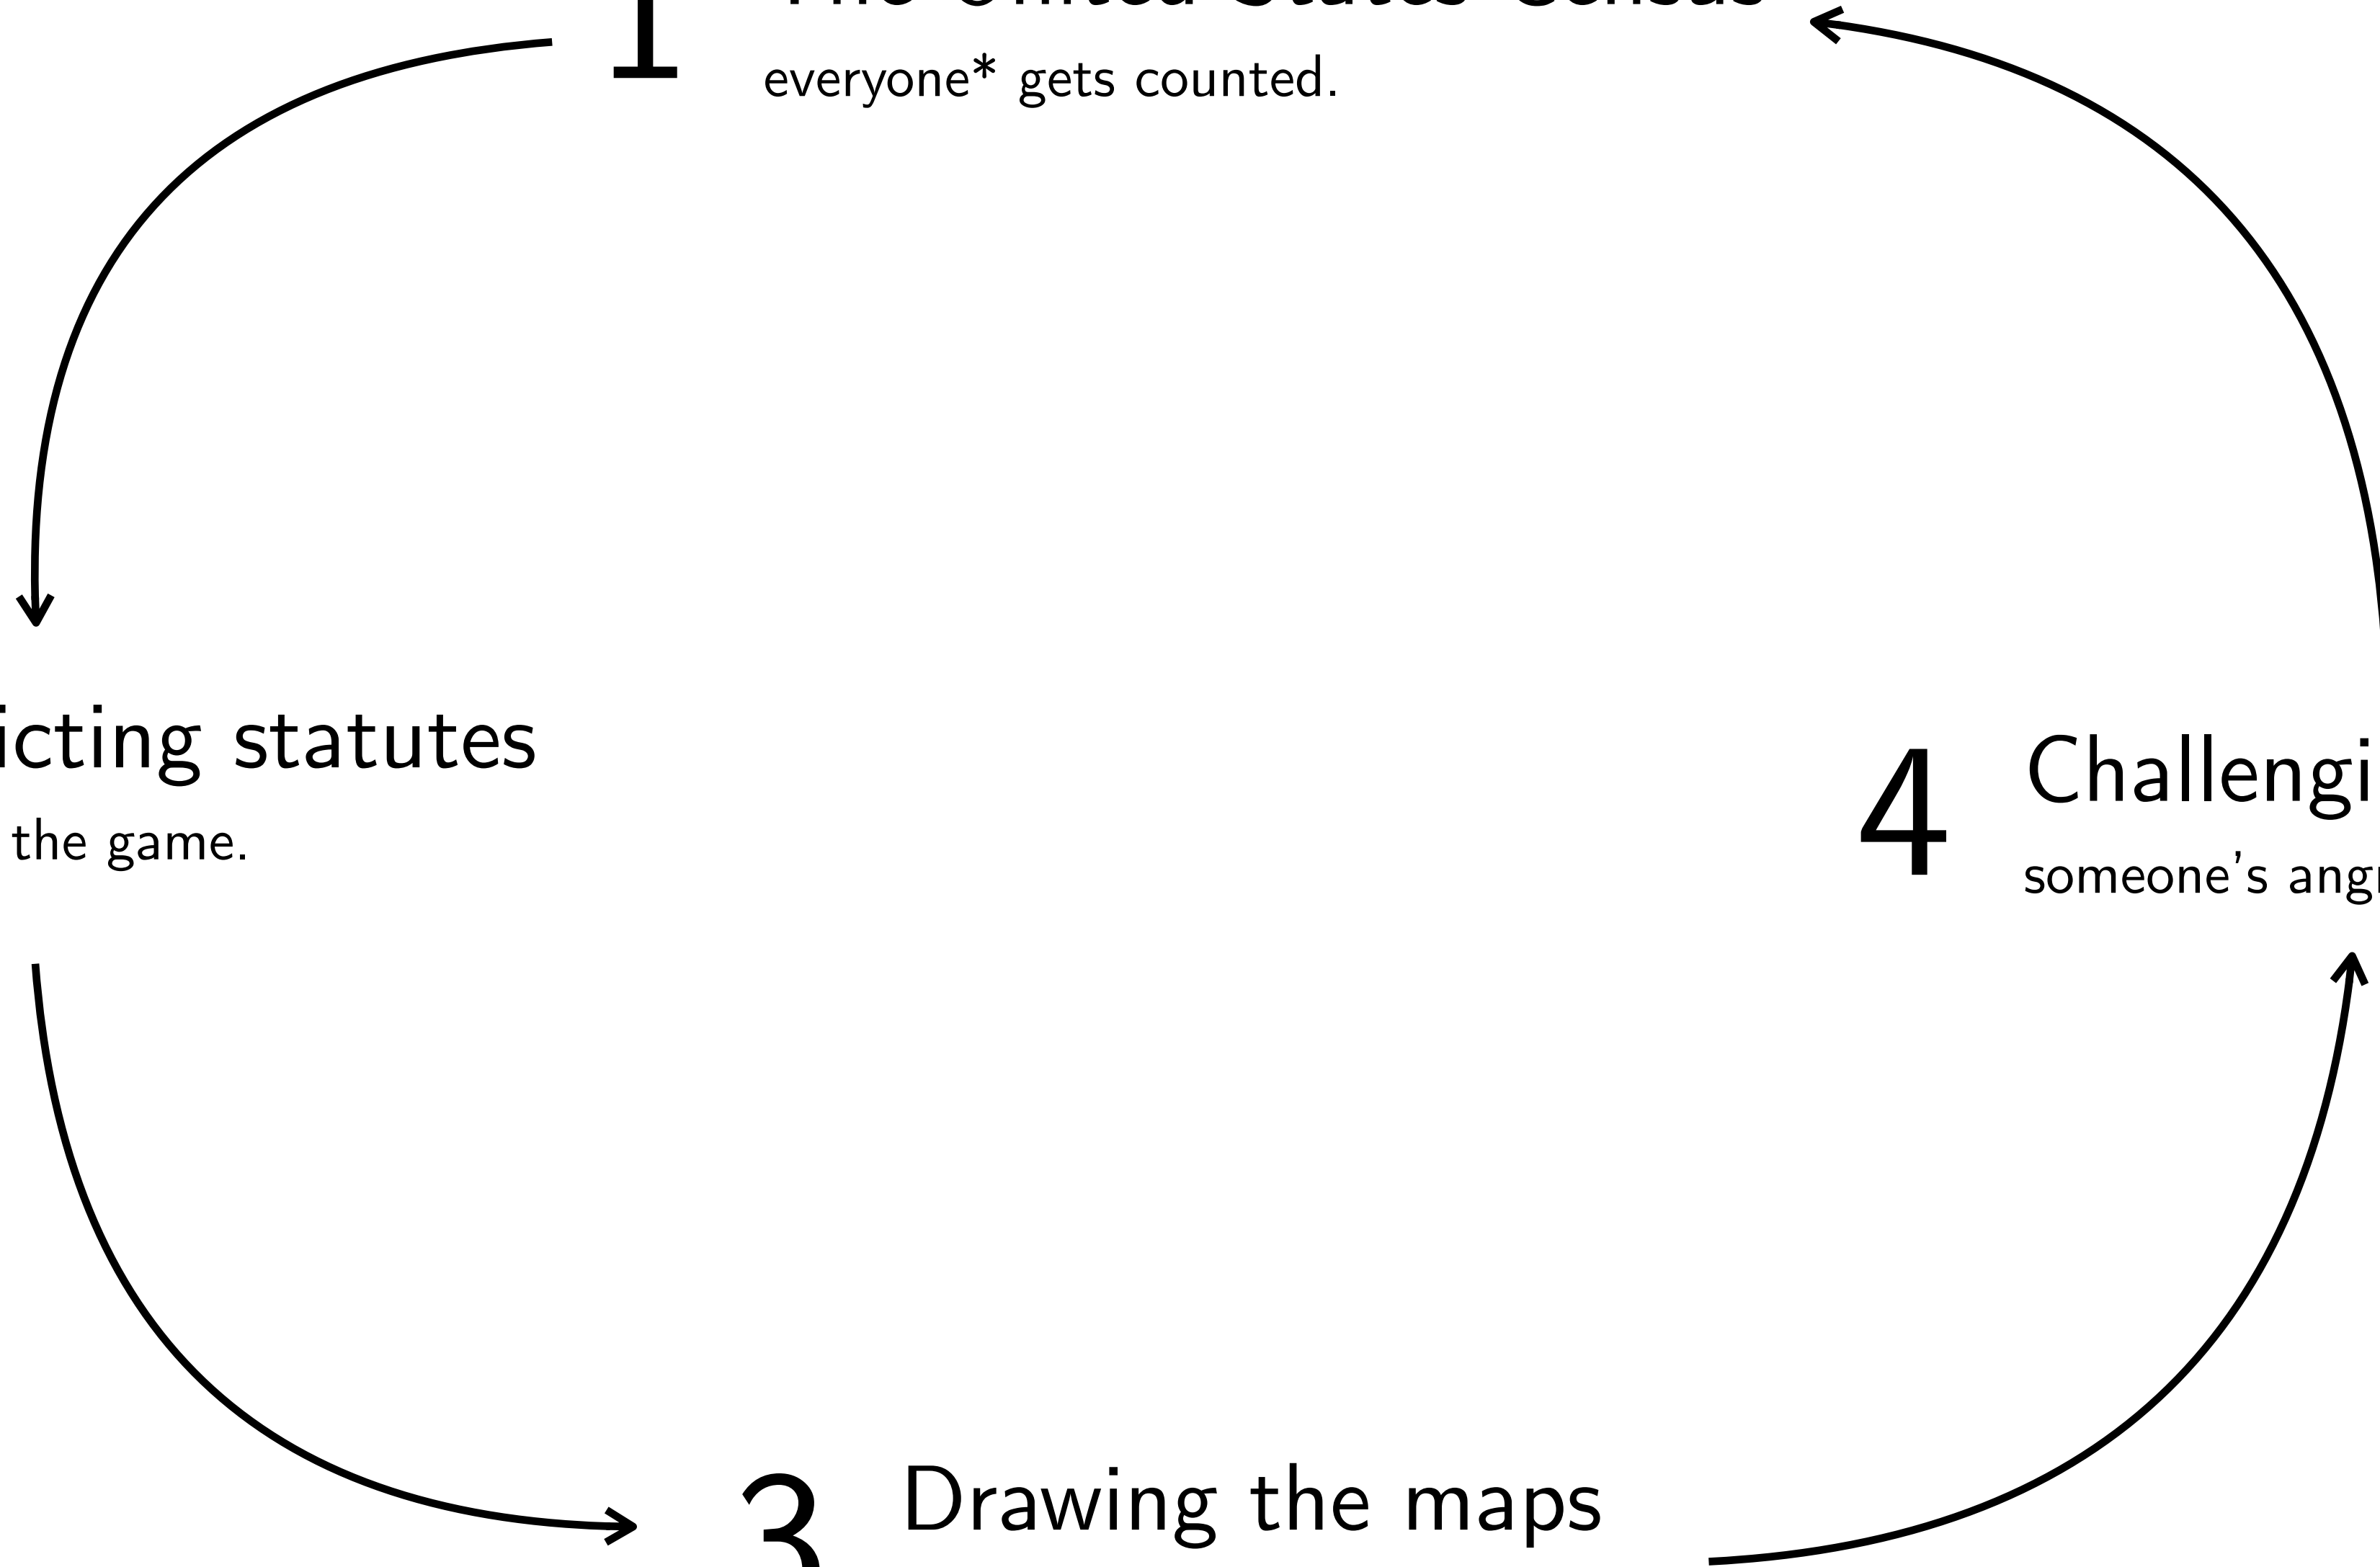 1
everyone* gets counted.
icting statutes
the game.
4 Challengi
someone's ang
3 Drawing the maps